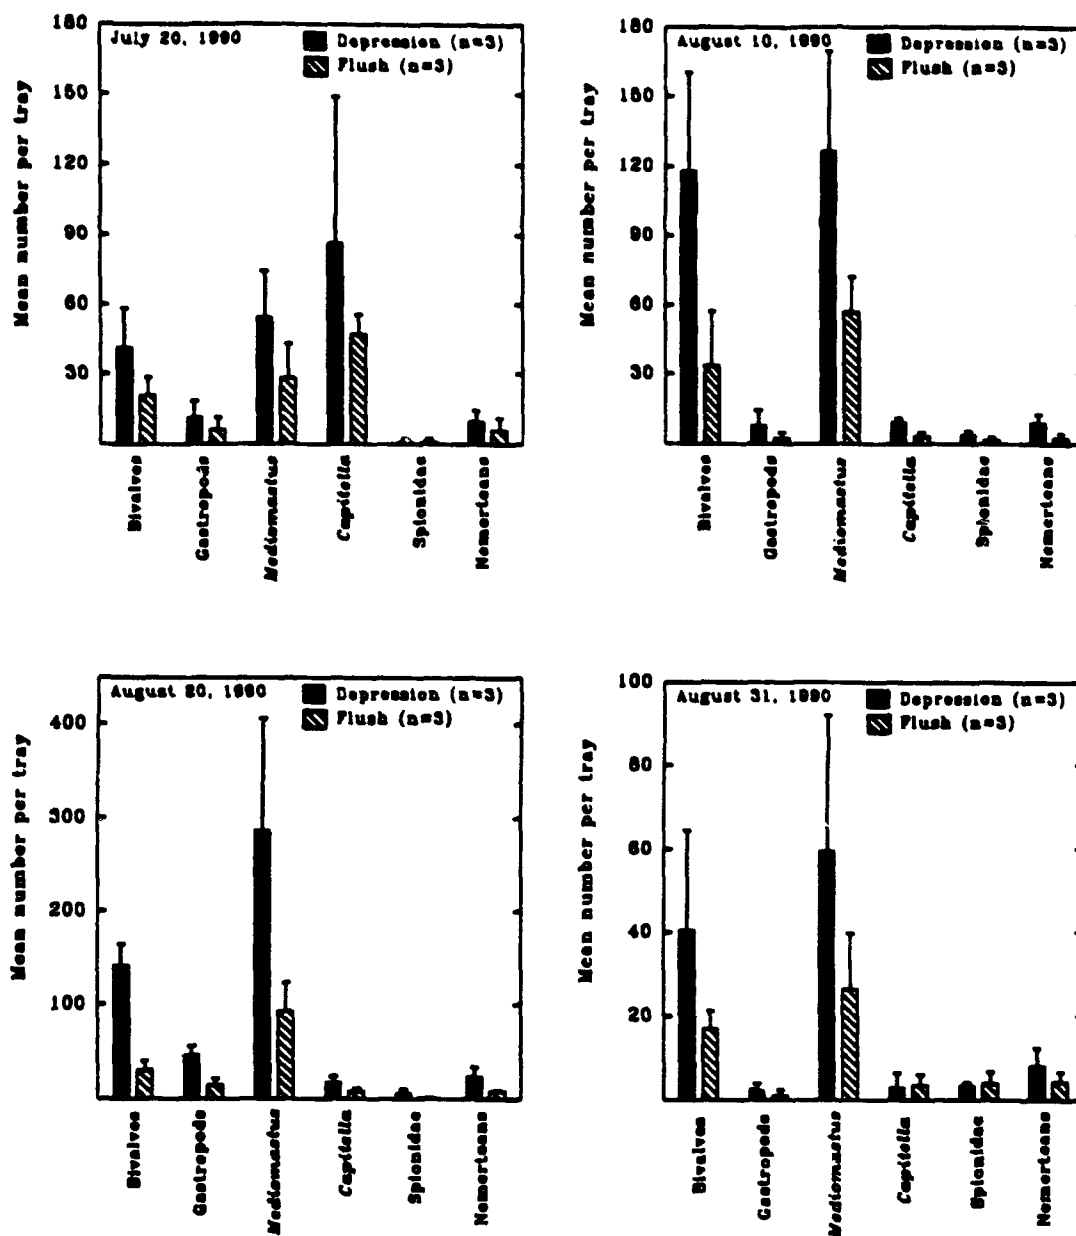 July 20, 1990
Depression (n=3)
Flush (n=3)
Mean number per tray
180
150
120
90
60
30
Bivalves
Gastropods
Mediomastus
Capitella
Spionidae
Nemerteans
August 10, 1990
Depression (n=3)
Flush (n=3)
Mean number per tray
180
150
120
90
60
30
Bivalves
Gastropods
Mediomastus
Capitella
Spionidae
Nemerteans
August 20, 1990
Depression (n=3)
Flush (n=3)
Mean number per tray
400
300
200
100
Bivalves
Gastropods
Mediomastus
Capitella
Spionidae
Nemerteans
August 31, 1990
Depression (n=3)
Flush (n=3)
Mean number per tray
100
80
60
40
20
Bivalves
Gastropods
Mediomastus
Capitella
Spionidae
Nemerteans